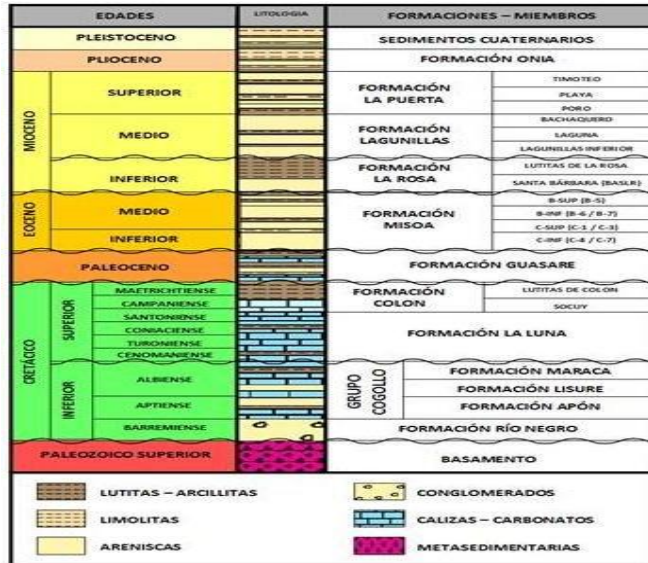 EDADES LITOLOGIA FORMACIONES – MIEMBROS
PLEISTOCENO SEDIMENTOS CUATERNARIOS
PLIOCENO FORMACIÓN ONIA
MIOCENO
SUPERIOR FORMACIÓN LA PUERTA
TIMOTEO
PLAYA
PORO
MEDIO FORMACIÓN LAGUNILLAS
BACHAQUERO
LAGUNA
LAGUNILLAS INFERIOR
INFERIOR FORMACIÓN LA ROSA
LUTITAS DE LA ROSA
SANTA BÁRBARA (BASLR)
EOCENO
MEDIO
INFERIOR
FORMACIÓN MISOA
B-SUP (B-5)
B-INF (B-6 / B-7)
C-SUP (C-1 / C-3)
C-INF (C-4 / C-7)
PALEOCENO FORMACIÓN GUASARE
CRETÁCICO
SUPERIOR
MAETRICHTIENSE
CAMPANIENSE
SANTONIENSE
CONIACIENSE
TURONIENSE
CENOMANIENSE
FORMACIÓN COLON
LUTITAS DE COLON
SOCUY
FORMACIÓN LA LUNA
INFERIOR
ALBIENSE
APTIENSE
BARREMIENSE
GRUPO COGOLLO
FORMACIÓN MARACA
FORMACIÓN LISURE
FORMACIÓN APÓN
FORMACIÓN RÍO NEGRO
PALEOZOICO SUPERIOR BASAMENTO
LUTITAS – ARCILLITAS CONGLOMERADOS
LIMOLITAS CALIZAS – CARBONATOS
ARENISCAS METASEDIMENTARIAS